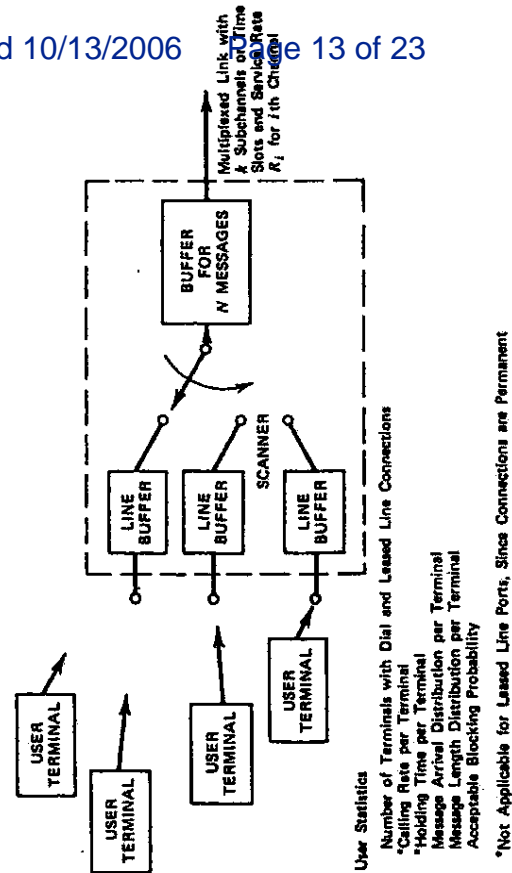 d 10/13/2006 Page 13 of 23
USER
TERMINAL
USER
TERMINAL
USER
TERMINAL
USER
TERMINAL
LINE
BUFFER
LINE
BUFFER
LINE
BUFFER
SCANNER
BUFFER
FOR
N MESSAGES
Multiplexed Link with
k Subchannels or Time
Slots and Service Rate
R_i for ith Channel
User Statistics
Number of Terminals with Dial and Leased Line Connections
*Calling Rate per Terminal
*Holding Time per Terminal
Message Arrival Distribution per Terminal
Message Length Distribution per Terminal
Acceptable Blocking Probability
*Not Applicable for Leased Line Ports, Since Connections are Permanent